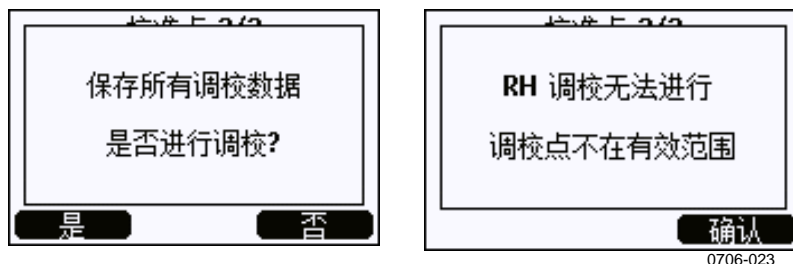 保存所有调校数据
是否进行调校?
是 否
RH 调校无法进行
调校点不在有效范围
确认
0706-023